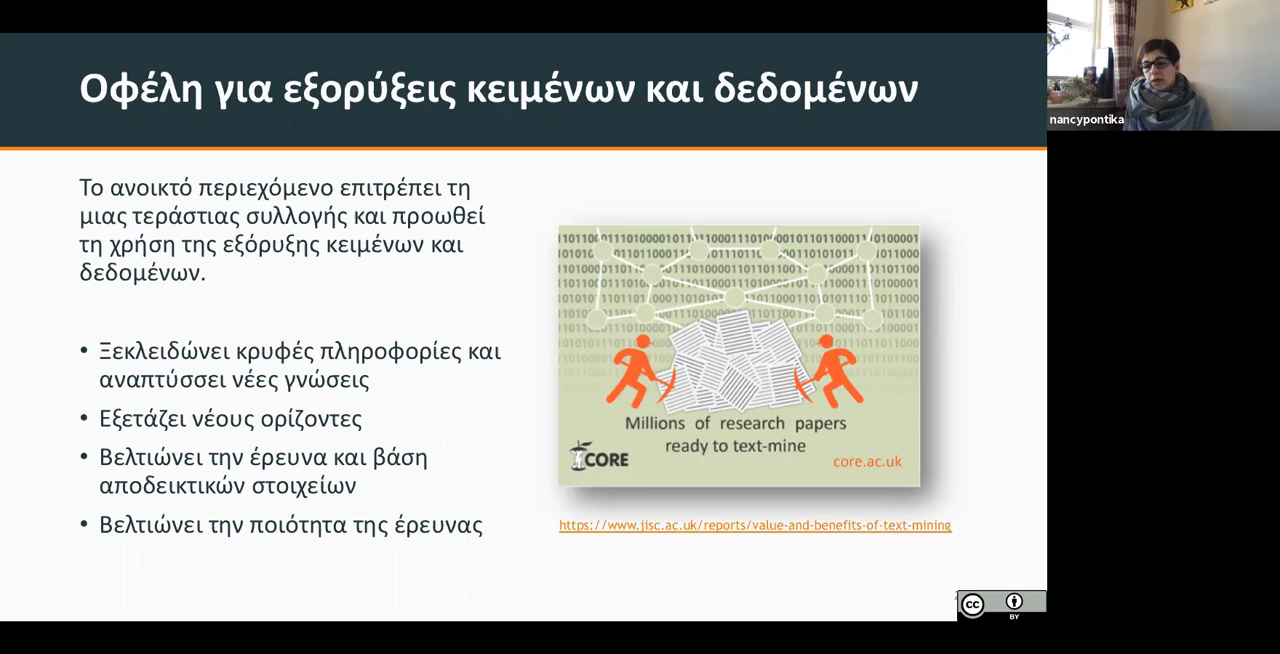 Οφέλη για εξορύξεις κειμένων και δεδομένων
nancypontika
Το ανοικτό περιεχόμενο επιτρέπει τη
μιας τεράστιας συλλογής και προωθεί
τη χρήση της εξόρυξης κειμένων και
δεδομένων.
• Ξεκλειδώνει κρυφές πληροφορίες και
αναπτύσσει νέες γνώσεις
• Εξετάζει νέους ορίζοντες
• Βελτιώνει την έρευνα και βάση
αποδεικτικών στοιχείων
• Βελτιώνει την ποιότητα της έρευνας
Millions of research papers
ready to text-mine
CORE
core.ac.uk
https://www.jisc.ac.uk/reports/value-and-benefits-of-text-mining
cc
BY